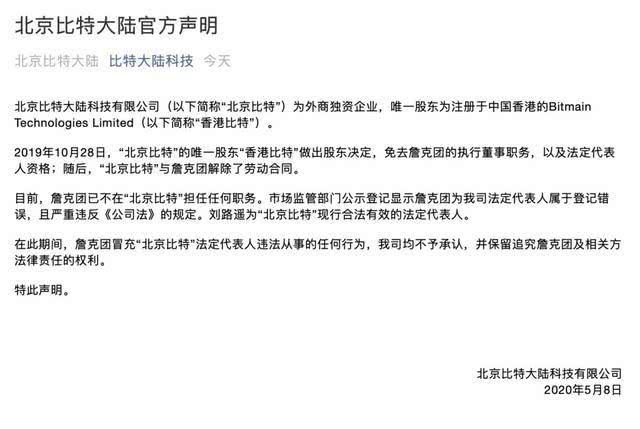 北京比特大陆官方声明
北京比特大陆 比特大陆科技 今天
北京比特大陆科技有限公司（以下简称“北京比特”）为外商独资企业，唯一股东为注册于中国香港的Bitmain
Technologies Limited（以下简称“香港比特”）。
2019年10月28日，“北京比特”的唯一股东“香港比特”做出股东决定，免去詹克团的执行董事职务，以及法定代表
人资格；随后，“北京比特”与詹克团解除了劳动合同。
目前，詹克团已不在“北京比特”担任任何职务。市场监管部门公示登记显示詹克团为我司法定代表人属于登记错
误，且严重违反《公司法》的规定。刘路遥为“北京比特”现行合法有效的法定代表人。
在此期间，詹克团冒充“北京比特”法定代表人违法从事的任何行为，我司均不予承认，并保留追究詹克团及相关方
法律责任的权利。
特此声明。
北京比特大陆科技有限公司
2020年5月8日